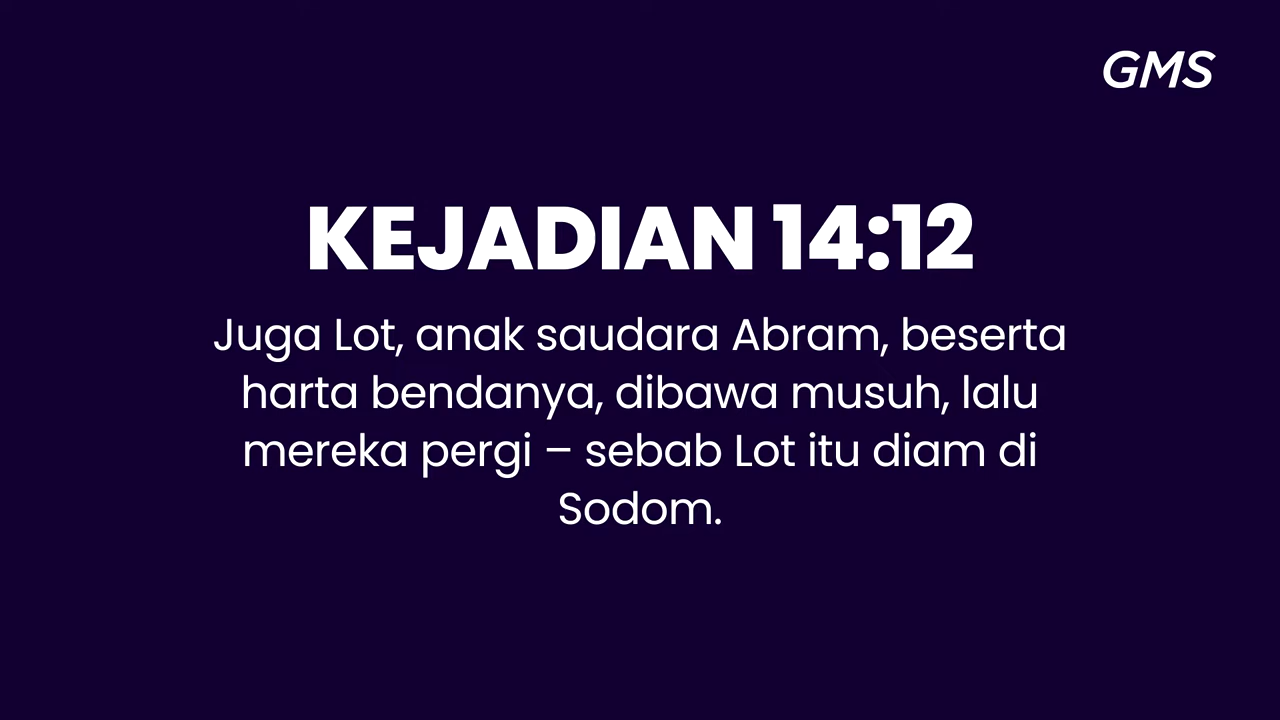 GMS
KEJADIAN 14:12
Juga Lot, anak saudara Abram, beserta
harta bendanya, dibawa musuh, lalu
mereka pergi – sebab Lot itu diam di
Sodom.